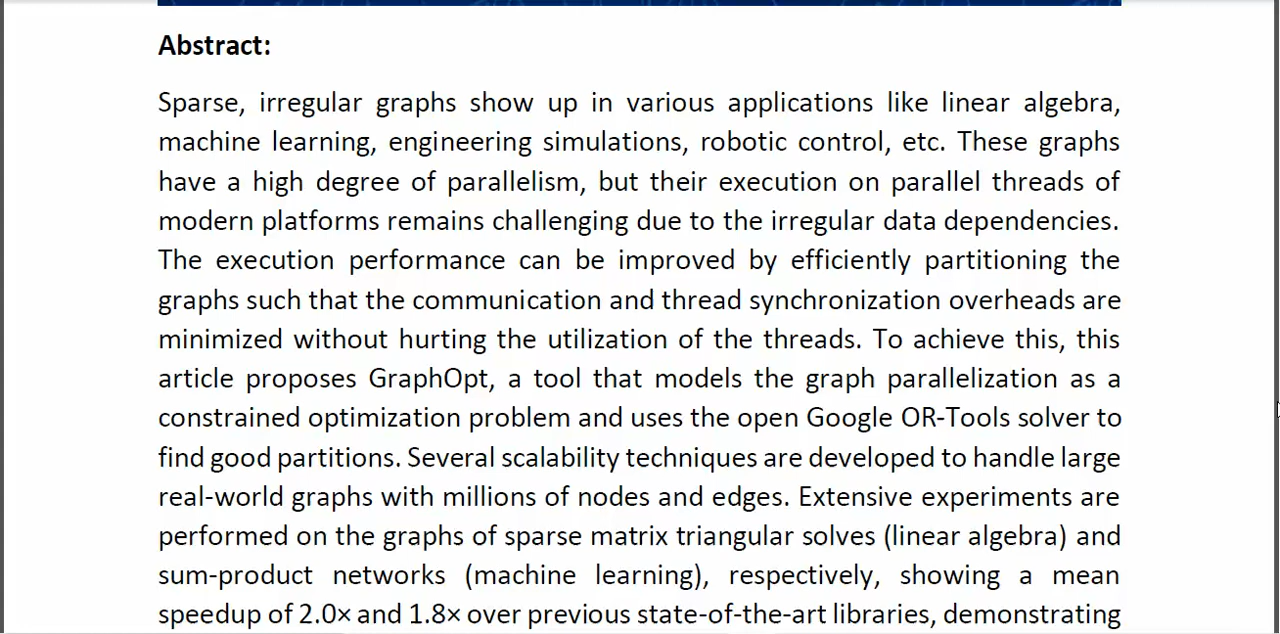 Abstract:
Sparse, irregular graphs show up in various applications like linear algebra,
machine learning, engineering simulations, robotic control, etc. These graphs
have a high degree of parallelism, but their execution on parallel threads of
modern platforms remains challenging due to the irregular data dependencies.
The execution performance can be improved by efficiently partitioning the
graphs such that the communication and thread synchronization overheads are
minimized without hurting the utilization of the threads. To achieve this, this
article proposes GraphOpt, a tool that models the graph parallelization as a
constrained optimization problem and uses the open Google OR-Tools solver to
find good partitions. Several scalability techniques are developed to handle large
real-world graphs with millions of nodes and edges. Extensive experiments are
performed on the graphs of sparse matrix triangular solves (linear algebra) and
sum-product networks (machine learning), respectively, showing a mean
speedup of 2.0× and 1.8× over previous state-of-the-art libraries, demonstrating